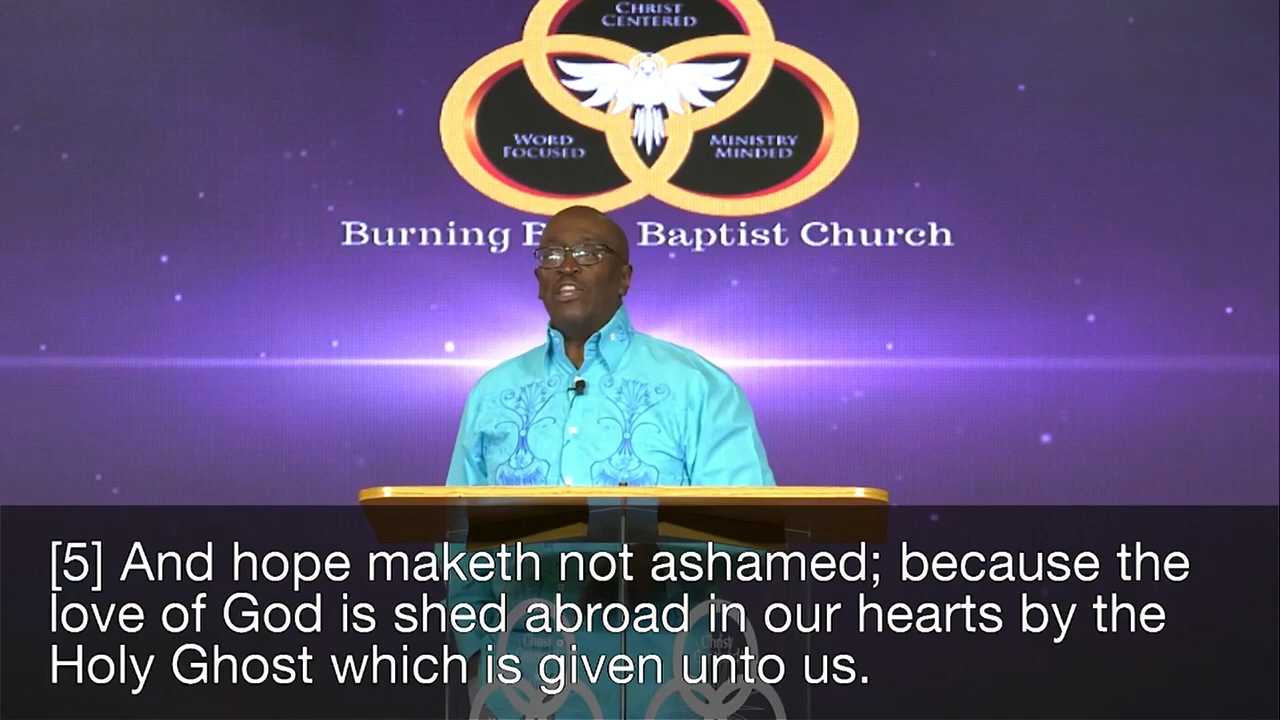 CHRIST
CENTERED
WORD
FOCUSED
MINISTRY
MINDED
Burning Baptist Church
[5] And hope maketh not ashamed; because the
love of God is shed abroad in our hearts by the
Holy Ghost which is given unto us.